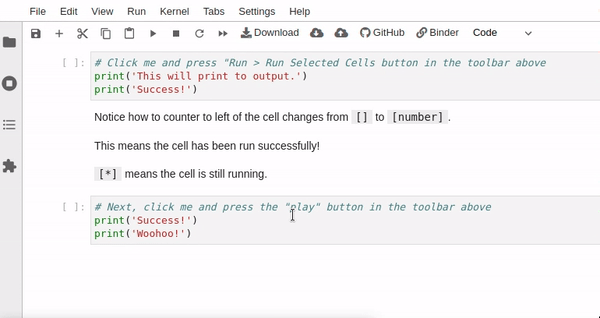 File Edit View Run Kernel Tabs Settings Help
Download GitHub Binder Code
[ ]: # Click me and press "Run > Run Selected Cells button in the toolbar above
print('This will print to output.')
print('Success!')
Notice how to counter to left of the cell changes from [] to [number].
This means the cell has been run successfully!
[*] means the cell is still running.
[ ]: # Next, click me and press the "play" button in the toolbar above
print('Success!')
print('Woohoo!')